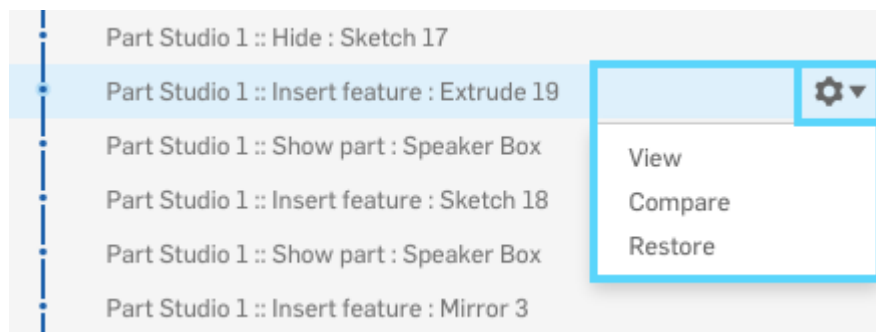 Part Studio 1 :: Hide : Sketch 17
Part Studio 1 :: Insert feature : Extrude 19
Part Studio 1 :: Show part : Speaker Box
View
Part Studio 1 :: Insert feature : Sketch 18
Compare
Part Studio 1 :: Show part : Speaker Box
Restore
Part Studio 1 :: Insert feature : Mirror 3